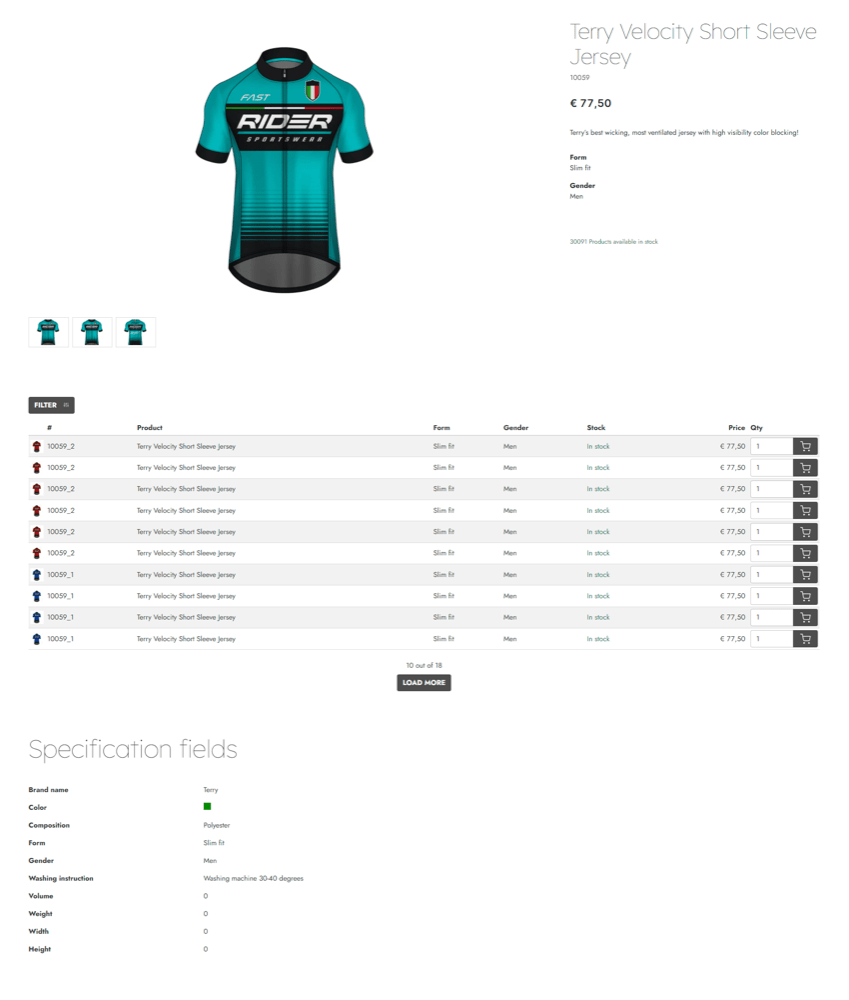 Terry Velocity Short Sleeve
Jersey
10059
€ 77,50
Terry's best wicking, most ventilated jersey with high visibility color blocking!
Form
Slim fit
Gender
Men
30091 Products available in stock
FAST
RIDER
SPORTSWEAR
FILTER
# Product Form Gender Stock Price Qty
10059_2 Terry Velocity Short Sleeve Jersey Slim fit Men In stock € 77,50 1
10059_2 Terry Velocity Short Sleeve Jersey Slim fit Men In stock € 77,50 1
10059_2 Terry Velocity Short Sleeve Jersey Slim fit Men In stock € 77,50 1
10059_2 Terry Velocity Short Sleeve Jersey Slim fit Men In stock € 77,50 1
10059_2 Terry Velocity Short Sleeve Jersey Slim fit Men In stock € 77,50 1
10059_2 Terry Velocity Short Sleeve Jersey Slim fit Men In stock € 77,50 1
10059_1 Terry Velocity Short Sleeve Jersey Slim fit Men In stock € 77,50 1
10059_1 Terry Velocity Short Sleeve Jersey Slim fit Men In stock € 77,50 1
10059_1 Terry Velocity Short Sleeve Jersey Slim fit Men In stock € 77,50 1
10059_1 Terry Velocity Short Sleeve Jersey Slim fit Men In stock € 77,50 1
10 out of 18
LOAD MORE
Specification fields
Brand name Terry
Color
Composition Polyester
Form Slim fit
Gender Men
Washing instruction Washing machine 30-40 degrees
Volume 0
Weight 0
Width 0
Height 0